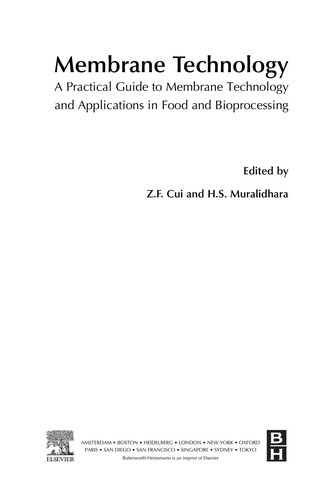 Membrane Technology
A Practical Guide to Membrane Technology
and Applications in Food and Bioprocessing
Edited by
Z.F. Cui and H.S. Muralidhara
ELSEVIER
AMSTERDAM • BOSTON • HEIDELBERG • LONDON • NEW YORK • OXFORD
PARIS • SAN DIEGO • SAN FRANCISCO • SINGAPORE • SYDNEY • TOKYO
Butterworth-Heinemann is an imprint of Elsevier
B
H